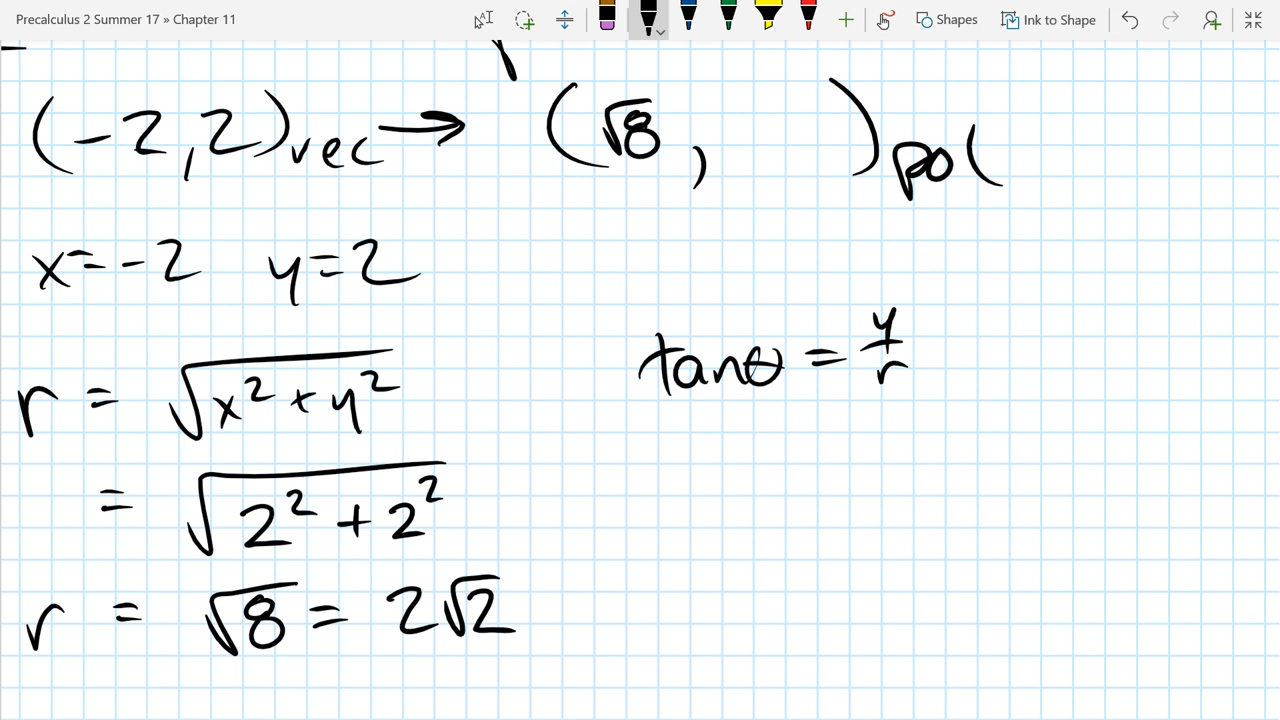 Precalculus 2 Summer 17 » Chapter 11
Shapes
Ink to Shape
(-2,2)vec → (√8, )pol
x=-2 y=2
tanθ = y/r
r = √x²+y²
= √2²+2²
r = √8 = 2√2